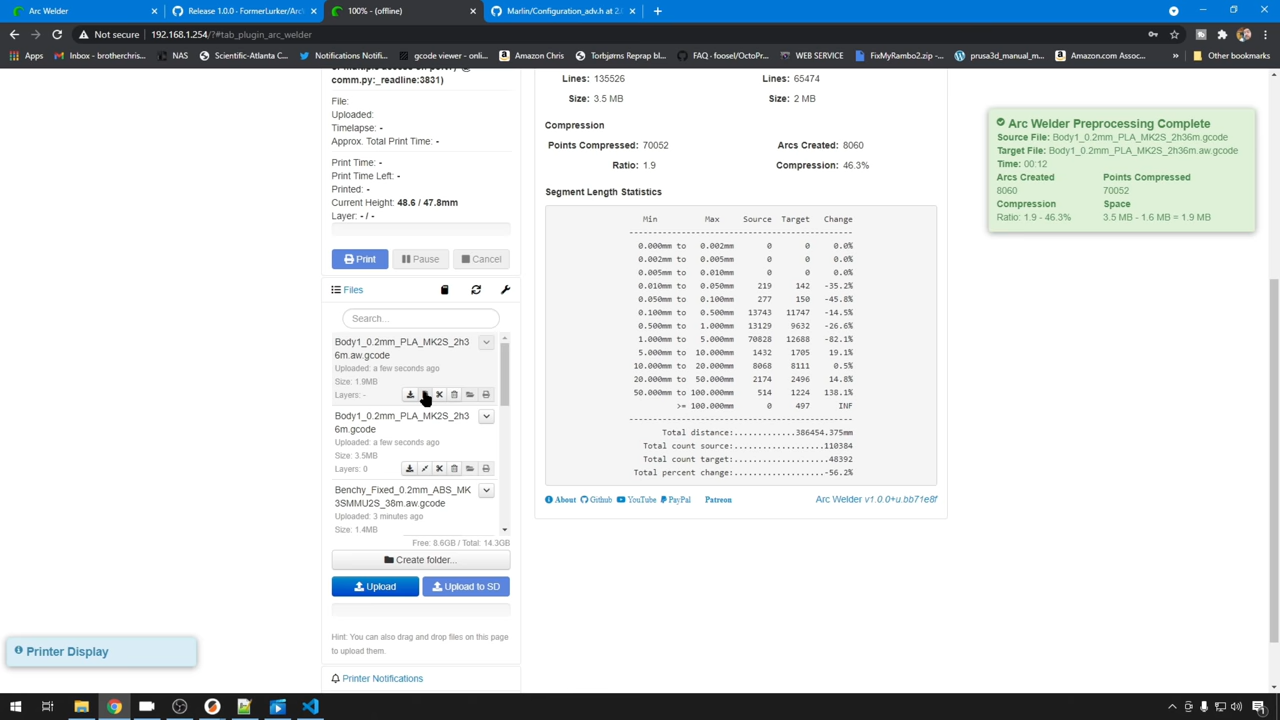 Arc Welder
Release 1.0.0 · FormerLurker/Arc
100% - (offline)
Marlin/Configuration_adv.h at 2.
Not secure | 192.168.1.254/?#tab_plugin_arc_welder
Apps
Inbox - brotherchris...
NAS
Scientific-Atlanta C...
Notifications Notifi...
gcode viewer - onli...
Amazon Chris
Torbjørns Reprap bl...
FAQ · foosel/OctoPr...
WEB SERVICE
FixMyRambo2.zip -...
prusa3d_manual_m...
Amazon.com Assoc...
»
Other bookmarks
comm.py:_readline:3831)
File:
Uploaded:
Timelapse: -
Approx. Total Print Time: -
Print Time: -
Print Time Left: -
Printed: -
Current Height: 48.6 / 47.8mm
Layer: - / -
Print
Pause
Cancel
Files
Search...
Body1_0.2mm_PLA_MK2S_2h3
6m.aw.gcode
Uploaded: a few seconds ago
Size: 1.9MB
Layers: -
Body1_0.2mm_PLA_MK2S_2h3
6m.gcode
Uploaded: a few seconds ago
Size: 3.5MB
Layers: 0
Benchy_Fixed_0.2mm_ABS_MK
3SMMU2S_38m.aw.gcode
Uploaded: 3 minutes ago
Size: 1.4MB
Free: 8.6GB / Total: 14.3GB
Create folder...
Upload
Upload to SD
Hint: You can also drag and drop files on this page
to upload them.
Printer Notifications
Lines: 135526 Lines: 65474
Size: 3.5 MB Size: 2 MB
Compression
Points Compressed: 70052 Arcs Created: 8060
Ratio: 1.9 Compression: 46.3%
Segment Length Statistics
Min Max Source Target Change
--------------------------------------------------
0.000mm to 0.002mm 0 0 0.0%
0.002mm to 0.005mm 0 0 0.0%
0.005mm to 0.010mm 0 0 0.0%
0.010mm to 0.050mm 219 142 -35.2%
0.050mm to 0.100mm 277 150 -45.8%
0.100mm to 0.500mm 13743 11747 -14.5%
0.500mm to 1.000mm 13129 9632 -26.6%
1.000mm to 5.000mm 70828 12688 -82.1%
5.000mm to 10.000mm 1432 1705 19.1%
10.000mm to 20.000mm 8068 8111 0.5%
20.000mm to 50.000mm 2174 2496 14.8%
50.000mm to 100.000mm 514 1224 138.1%
>= 100.000mm 0 497 INF
--------------------------------------------------
Total distance:.............386454.375mm
Total count source:...................110384
Total count target:....................48392
Total percent change:.................-56.2%
About Github YouTube PayPal Patreon
Arc Welder v1.0.0+u.bb71e8f
Arc Welder Preprocessing Complete
Source File: Body1_0.2mm_PLA_MK2S_2h36m.gcode
Target File: Body1_0.2mm_PLA_MK2S_2h36m.aw.gcode
Time: 00:12
Arcs Created Points Compressed
8060 70052
Compression Space
Ratio: 1.9 - 46.3% 3.5 MB - 1.6 MB = 1.9 MB
Printer Display